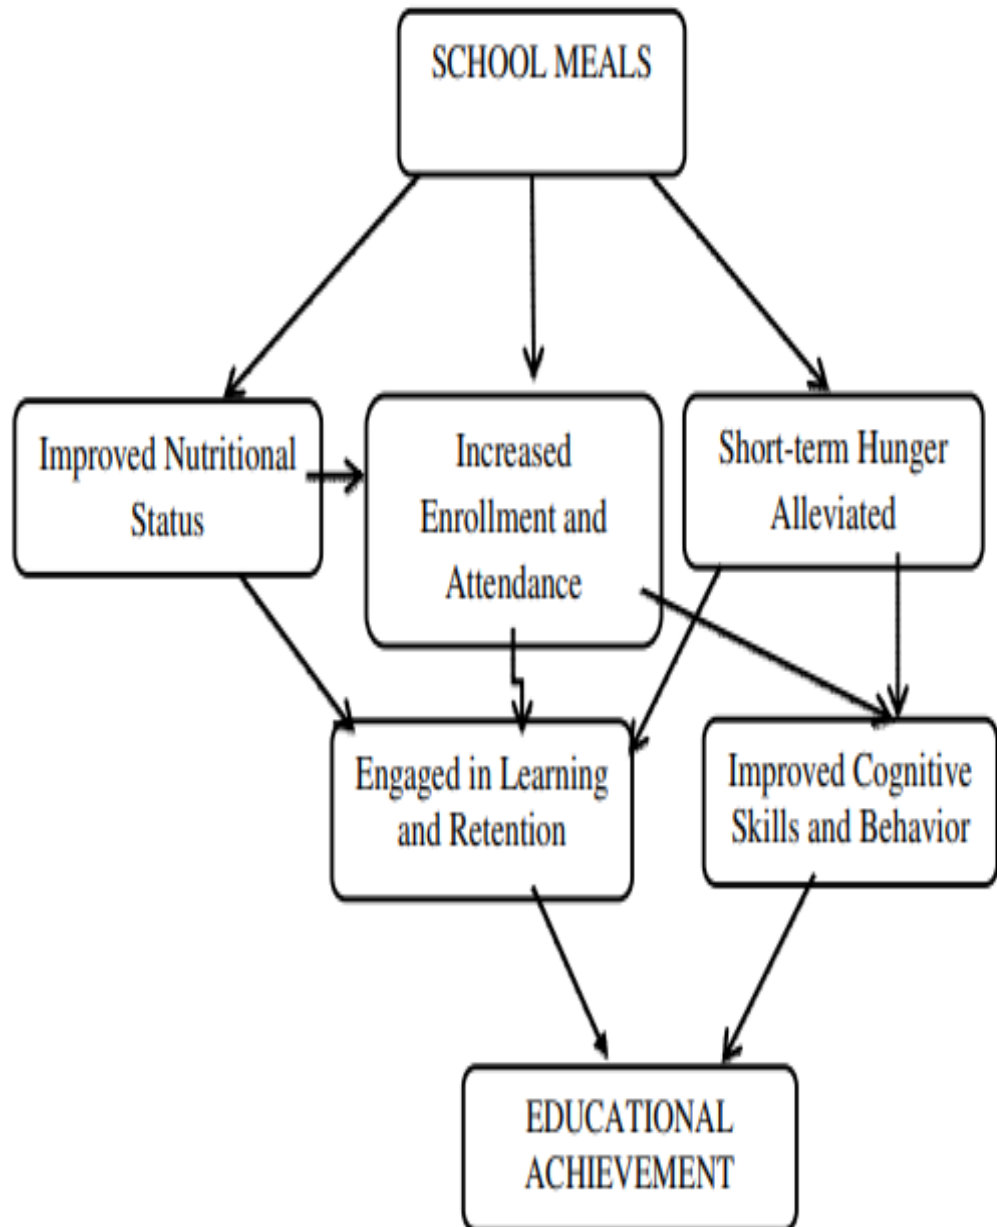 SCHOOL MEALS
Improved Nutritional
Status
Increased
Enrollment and
Attendance
Short-term Hunger
Alleviated
Engaged in Learning
and Retention
Improved Cognitive
Skills and Behavior
EDUCATIONAL
ACHIEVEMENT